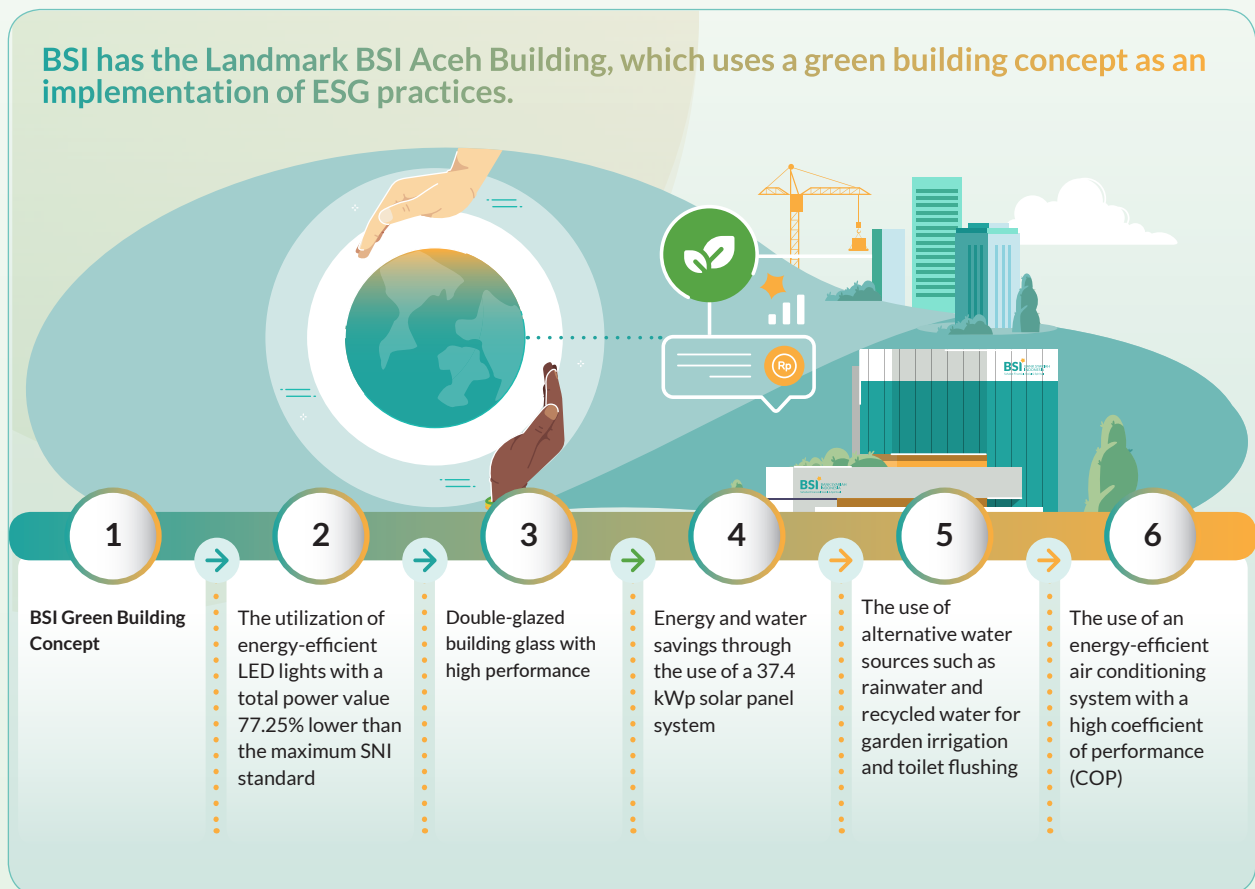 BSI has the Landmark BSI Aceh Building, which uses a green building concept as an
implementation of ESG practices.
Rp
BSI
BSI
1
2
3
4
5
6
BSI Green Building
Concept
The utilization of
energy-efficient
LED lights with a
total power value
77.25% lower than
the maximum SNI
standard
Double-glazed
building glass with
high performance
Energy and water
savings through
the use of a 37.4
kWp solar panel
system
The use of
alternative water
sources such as
rainwater and
recycled water for
garden irrigation
and toilet flushing
The use of an
energy-efficient
air conditioning
system with a
high coefficient
of performance
(COP)